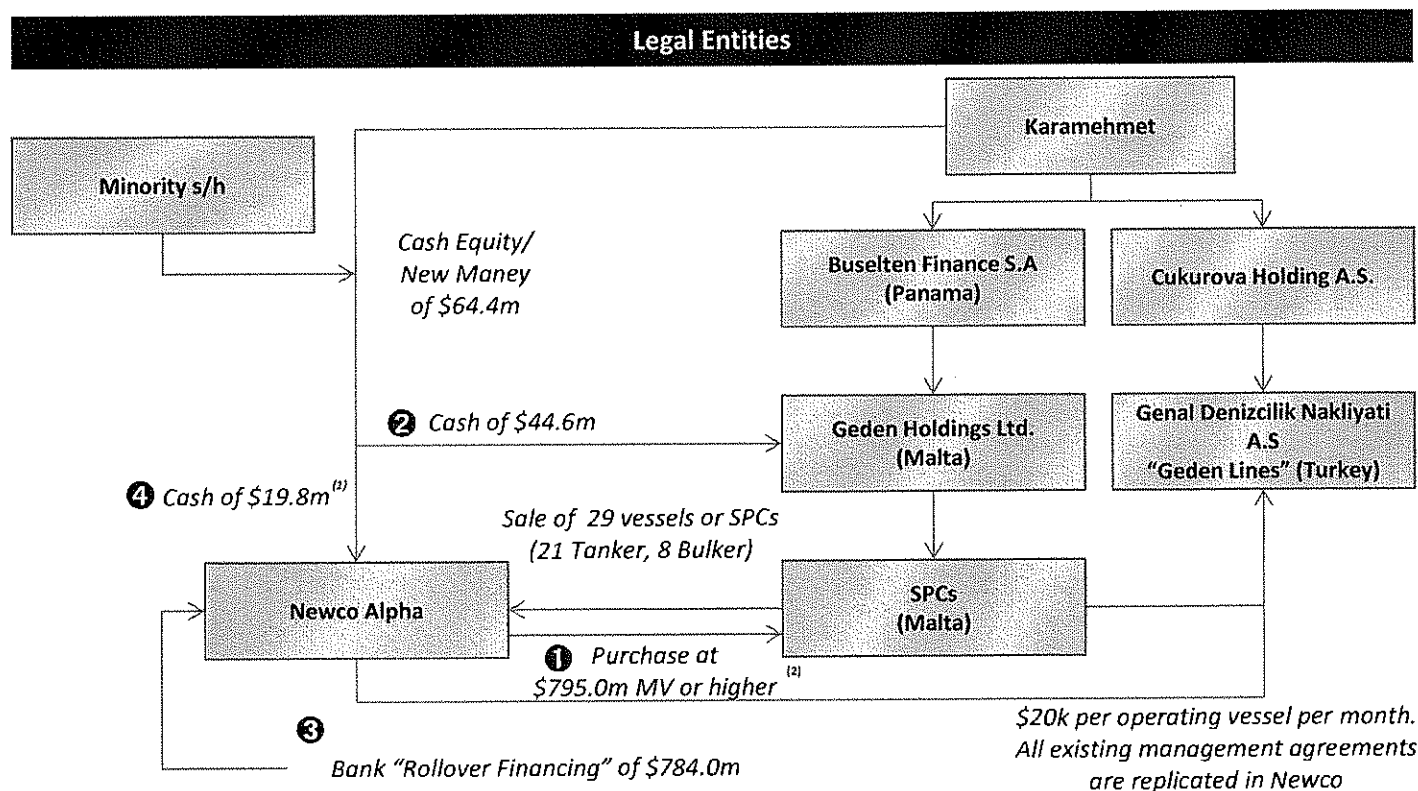 Legal Entities
Karamehmet
Minority s/h
Cash Equity/
New Maney
of $64.4m
Buselten Finance S.A
(Panama)
Cukurova Holding A.S.
❷ Cash of $44.6m
Geden Holdings Ltd.
(Malta)
Genal Denizcilik Nakliyati
A.S
"Geden Lines" (Turkey)
❹ Cash of $19.8m(1)
Sale of 29 vessels or SPCs
(21 Tanker, 8 Bulker)
Newco Alpha
SPCs
(Malta)
❶ Purchase at
$795.0m MV or higher (2)
❸
Bank "Rollover Financing" of $784.0m
$20k per operating vessel per month.
All existing management agreements
are replicated in Newco